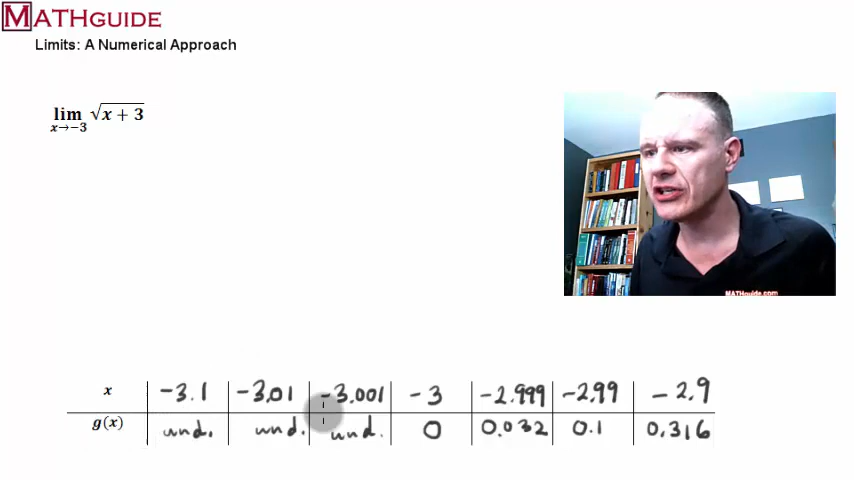 MATHGUIDE
Limits: A Numerical Approach
lim √x + 3
x→−3
MATHguide.com
x -3.1 -3.01 -3.001 -3 -2.999 -2.99 -2.9
g(x) und. und. und. 0 0.032 0.1 0.316